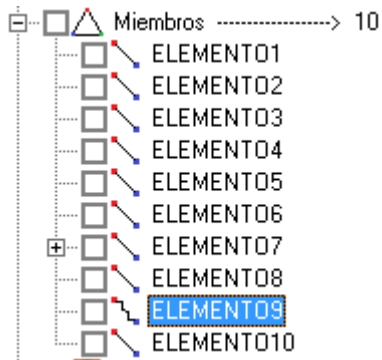 Miembros ------------------> 10
ELEMENTO1
ELEMENTO2
ELEMENTO3
ELEMENTO4
ELEMENTO5
ELEMENTO6
ELEMENTO7
ELEMENTO8
ELEMENTO9
ELEMENTO10